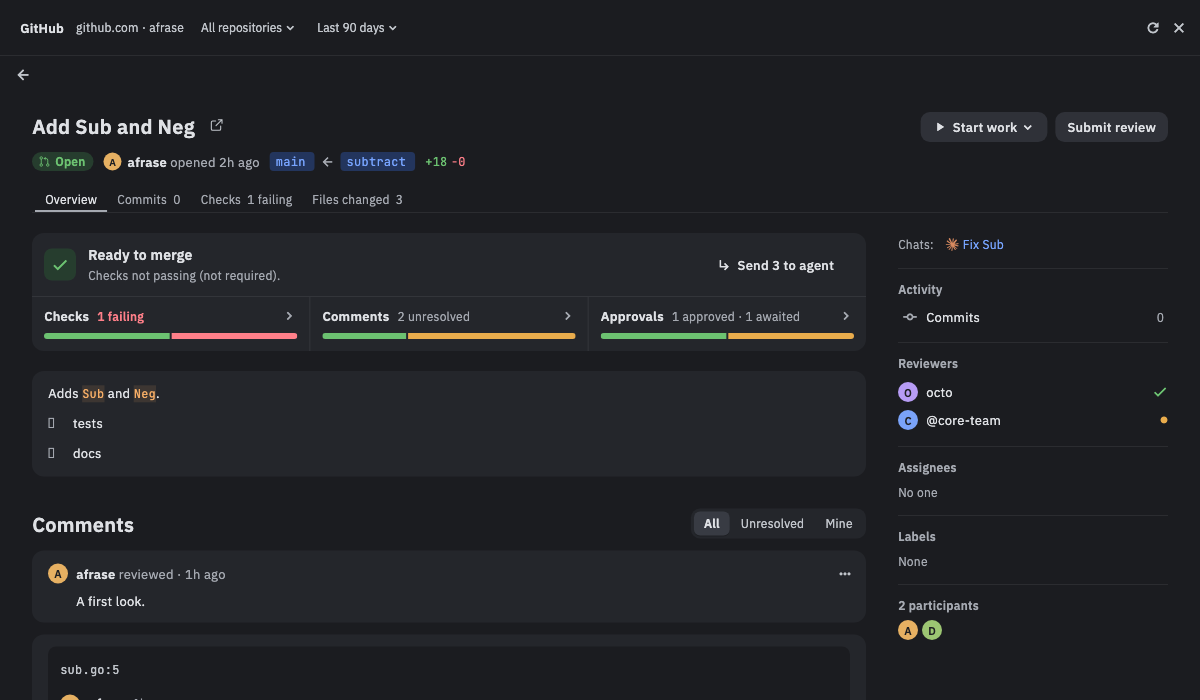 GitHub github.com · afrase All repositories Last 90 days
Add Sub and Neg
Start work
Submit review
Open A afrase opened 2h ago main ← subtract +18 -0
Overview Commits 0 Checks 1 failing Files changed 3
Ready to merge
Checks not passing (not required).
Send 3 to agent
Checks 1 failing
Comments 2 unresolved
Approvals 1 approved · 1 awaited
Adds Sub and Neg.
tests
docs
Comments
All Unresolved Mine
A afrase reviewed · 1h ago
A first look.
sub.go:5
Chats: Fix Sub
Activity
Commits 0
Reviewers
O octo
C @core-team
Assignees
No one
Labels
None
2 participants
A D